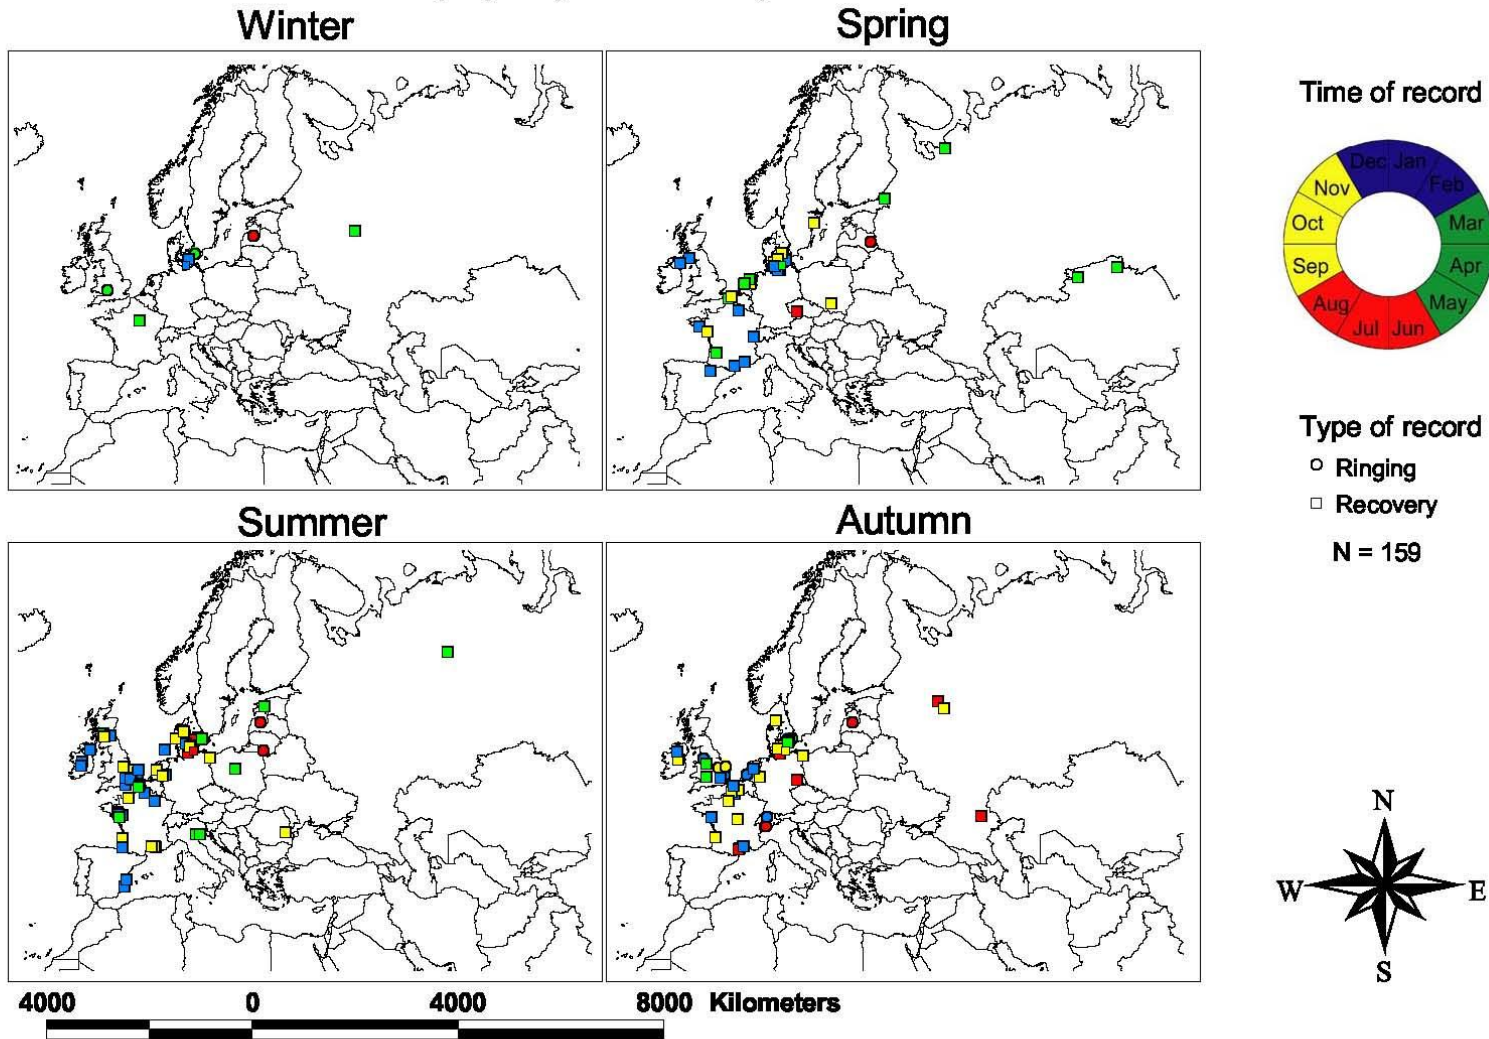 Winter
Spring
Time of record
Dec Jan
Nov Feb
Oct Mar
Sep Apr
Aug May
Jul Jun
Type of record
Ringing
Recovery
N = 159
Summer
Autumn
N
W E
S
4000 0 4000 8000 Kilometers